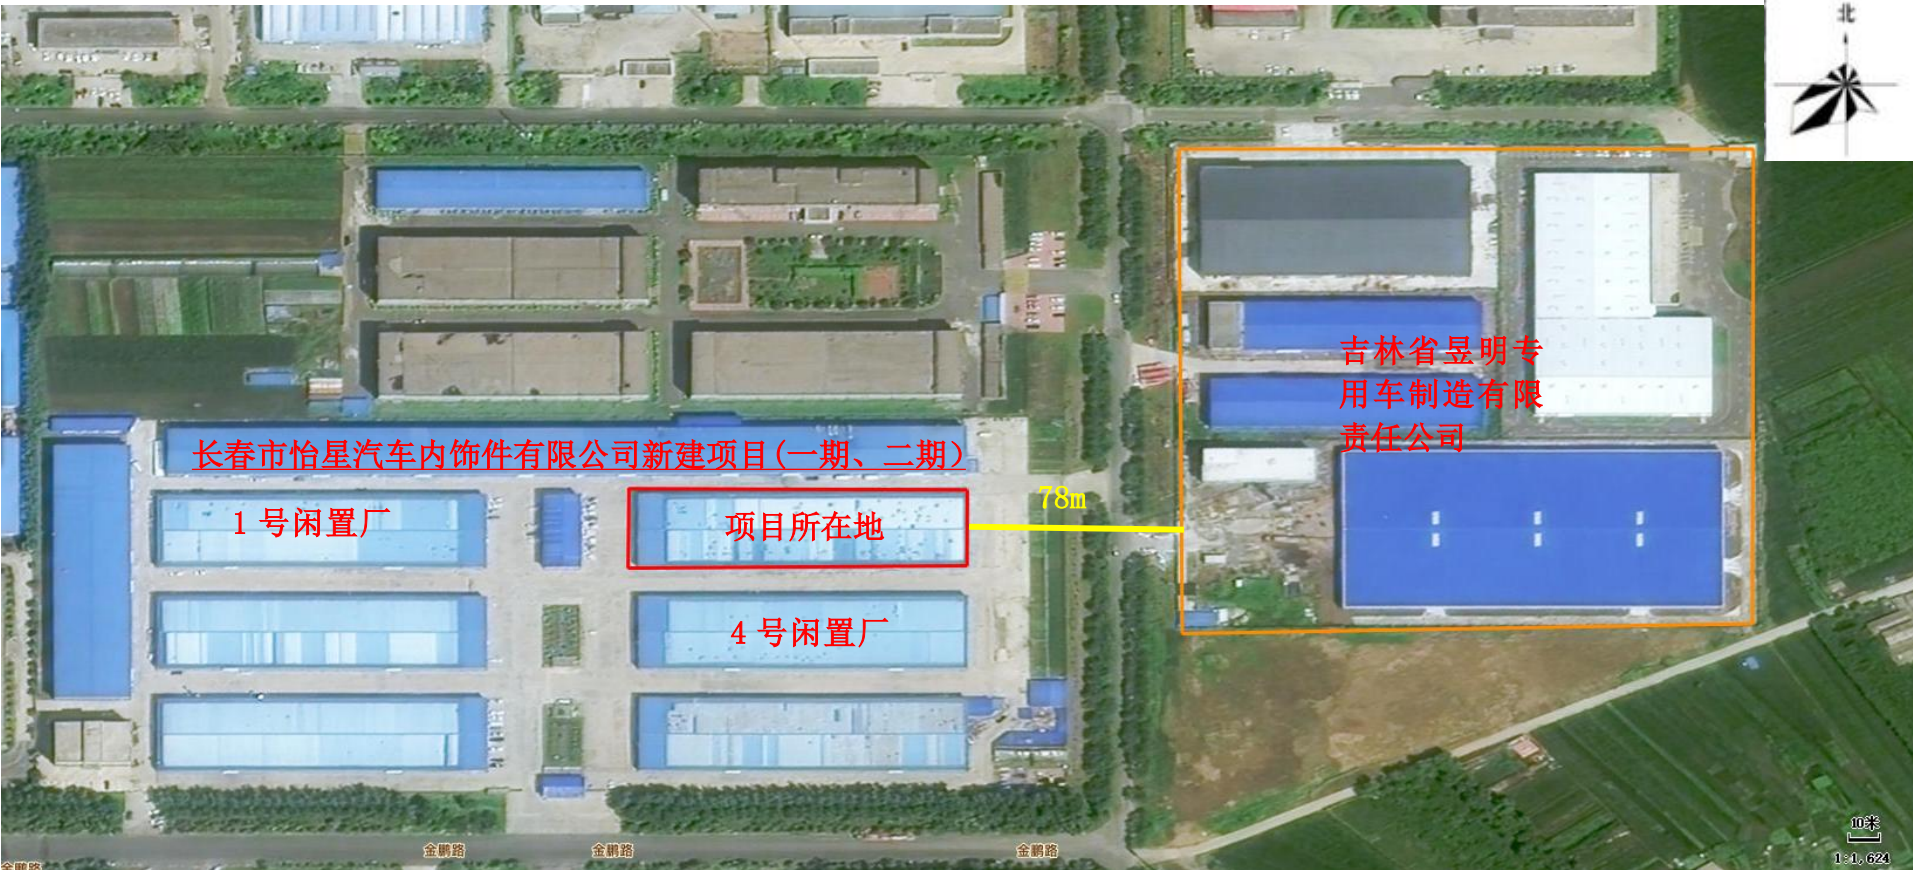 北
吉林省昱明专
用车制造有限
责任公司
长春市怡星汽车内饰件有限公司新建项目(一期、二期）
78m
1 号闲置厂
项目所在地
4 号闲置厂
10米
1:1,624
金鹏路
金鹏路
金鹏路
金鹏路